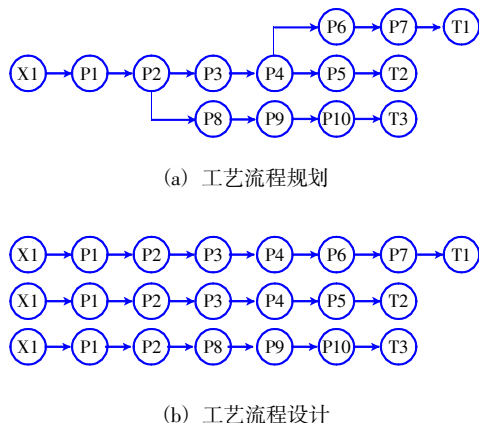 P6 P7 T1
X1 P1 P2 P3 P4 P5 T2
P8 P9 P10 T3
(a) 工艺流程规划
X1 P1 P2 P3 P4 P6 P7 T1
X1 P1 P2 P3 P4 P5 T2
X1 P1 P2 P8 P9 P10 T3
(b) 工艺流程设计